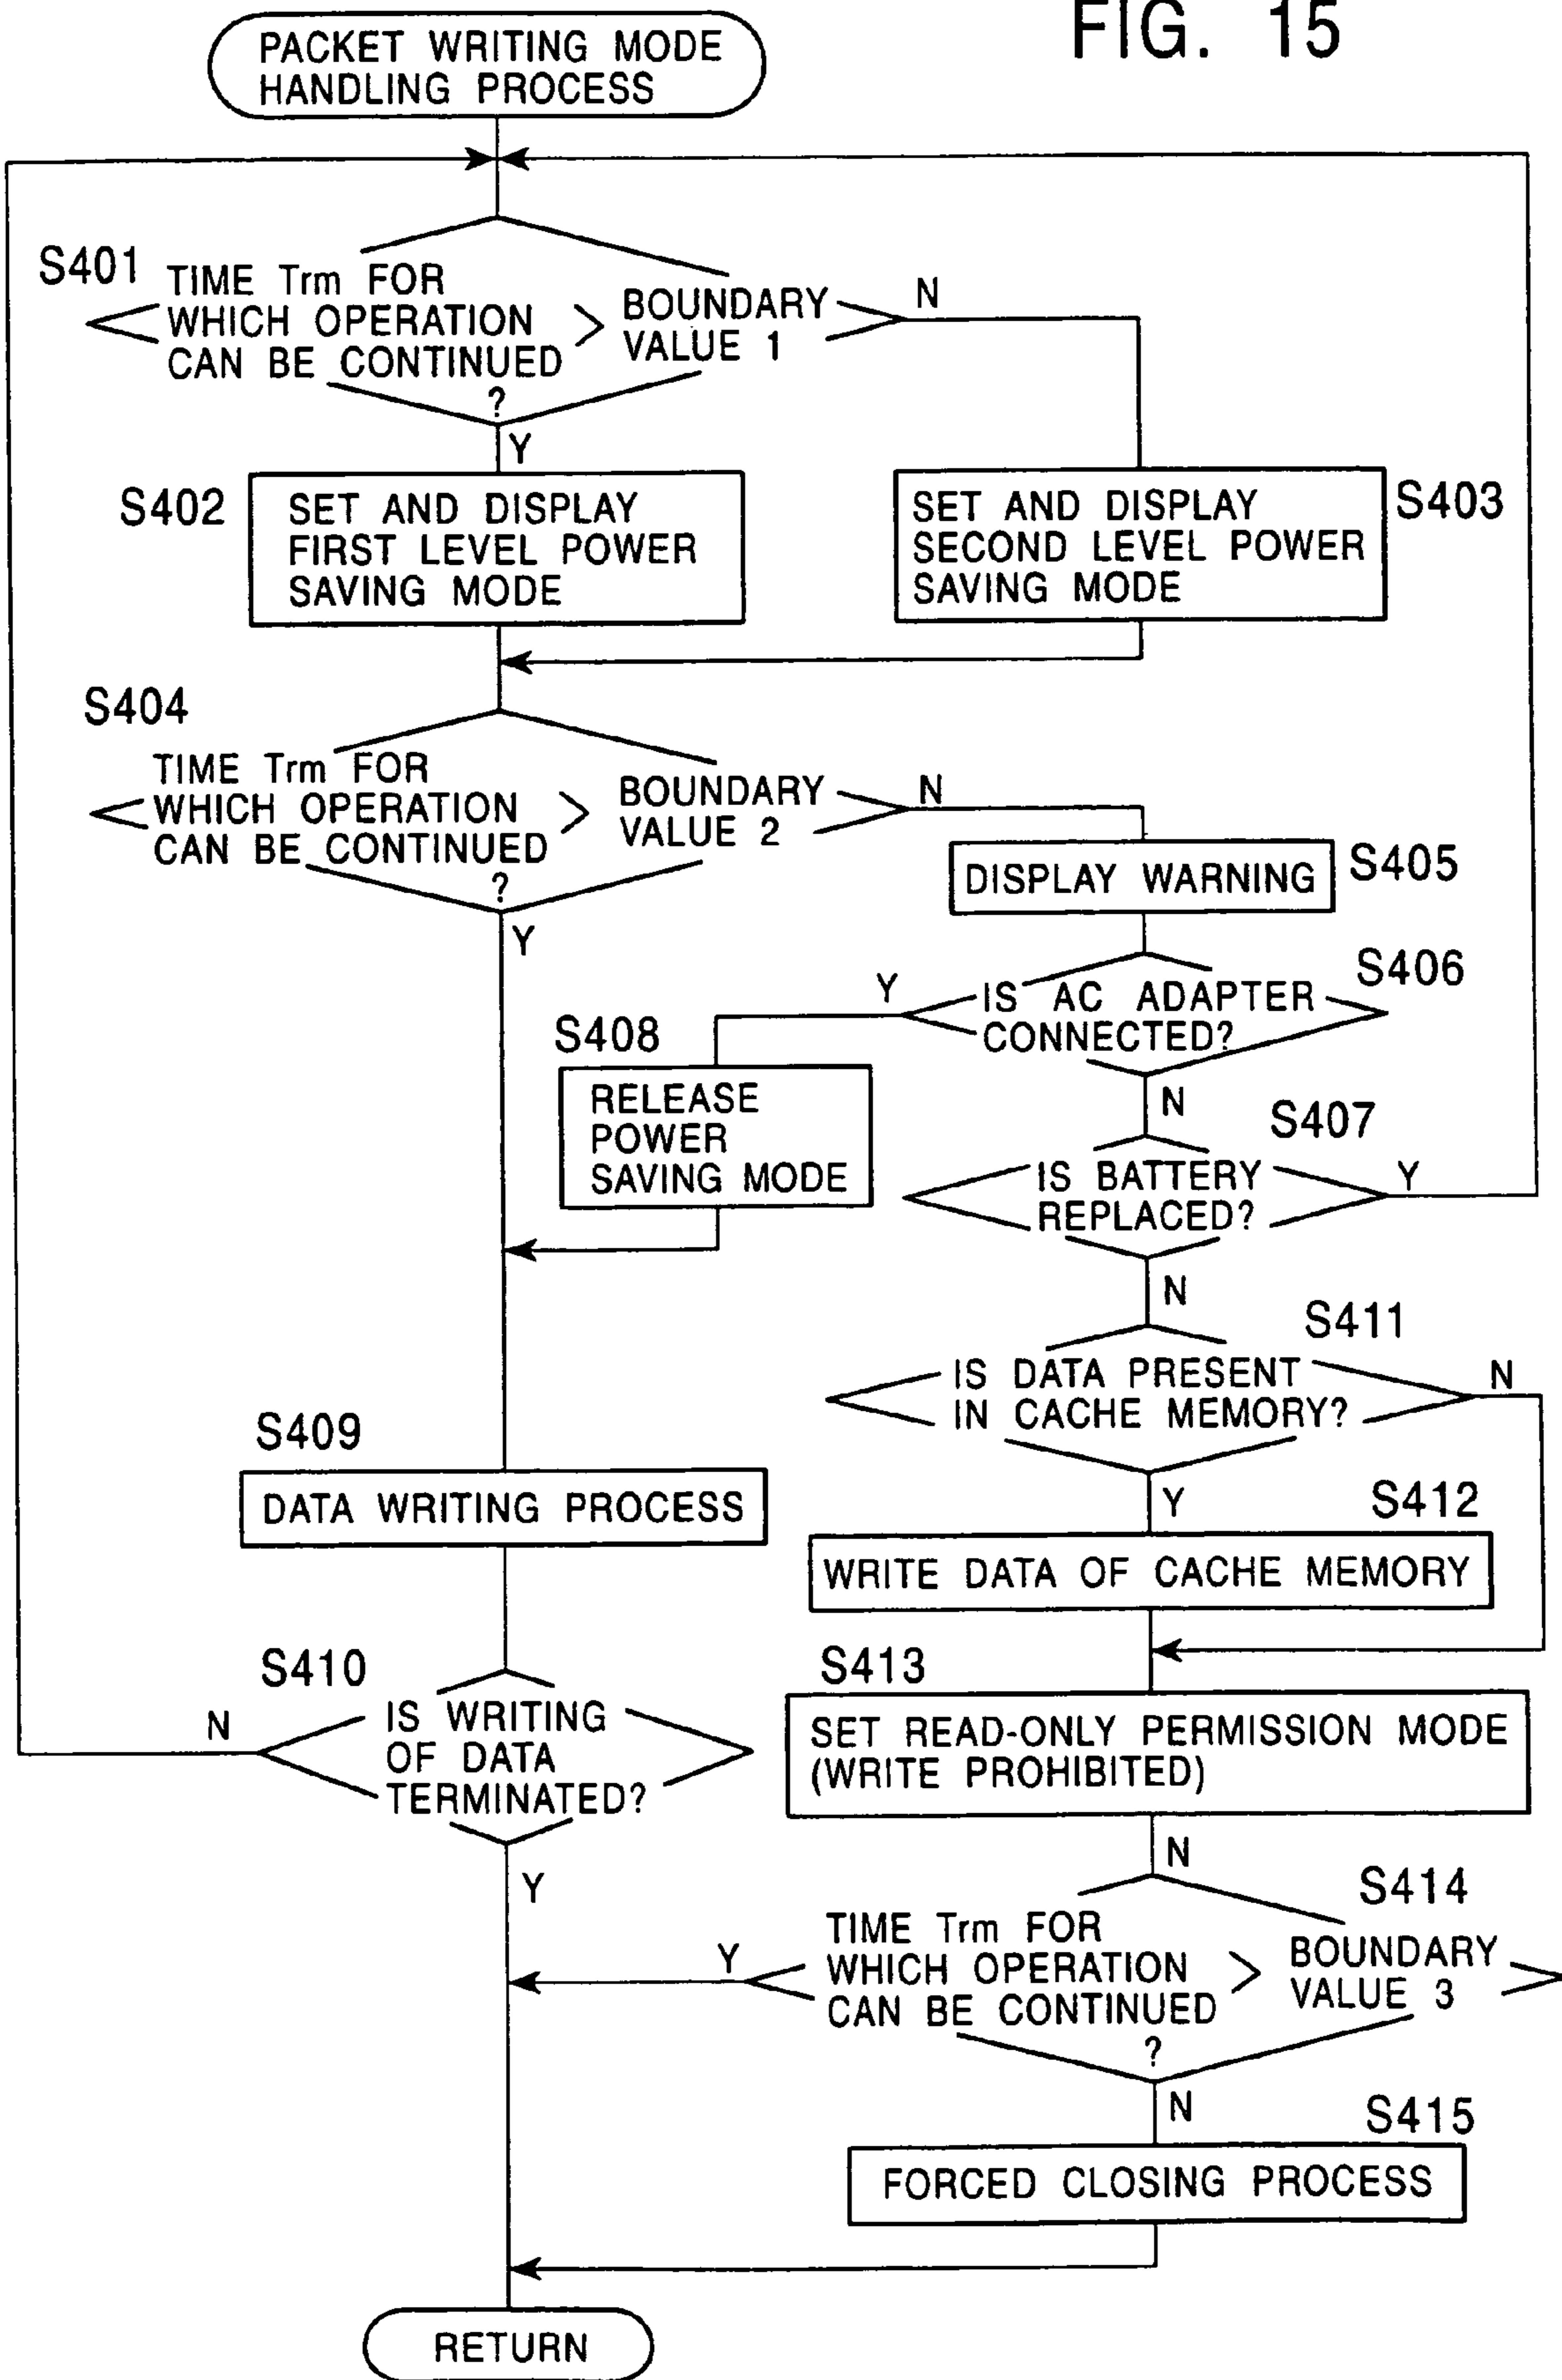 FIG. 15
PACKET WRITING MODE
HANDLING PROCESS
S401
TIME Trm FOR
WHICH OPERATION
CAN BE CONTINUED
>
BOUNDARY
VALUE 1
?
N
Y
S402
SET AND DISPLAY
FIRST LEVEL POWER
SAVING MODE
SET AND DISPLAY
SECOND LEVEL POWER
SAVING MODE
S403
S404
TIME Trm FOR
WHICH OPERATION
CAN BE CONTINUED
>
BOUNDARY
VALUE 2
?
N
Y
DISPLAY WARNING
S405
S406
IS AC ADAPTER
CONNECTED?
Y
N
S408
RELEASE
POWER
SAVING MODE
S407
IS BATTERY
REPLACED?
Y
N
S411
IS DATA PRESENT
IN CACHE MEMORY?
N
Y
S409
DATA WRITING PROCESS
S412
WRITE DATA OF CACHE MEMORY
S410
IS WRITING
OF DATA
TERMINATED?
N
Y
S413
SET READ-ONLY PERMISSION MODE
(WRITE PROHIBITED)
N
S414
TIME Trm FOR
WHICH OPERATION
CAN BE CONTINUED
>
BOUNDARY
VALUE 3
?
Y
N
S415
FORCED CLOSING PROCESS
RETURN